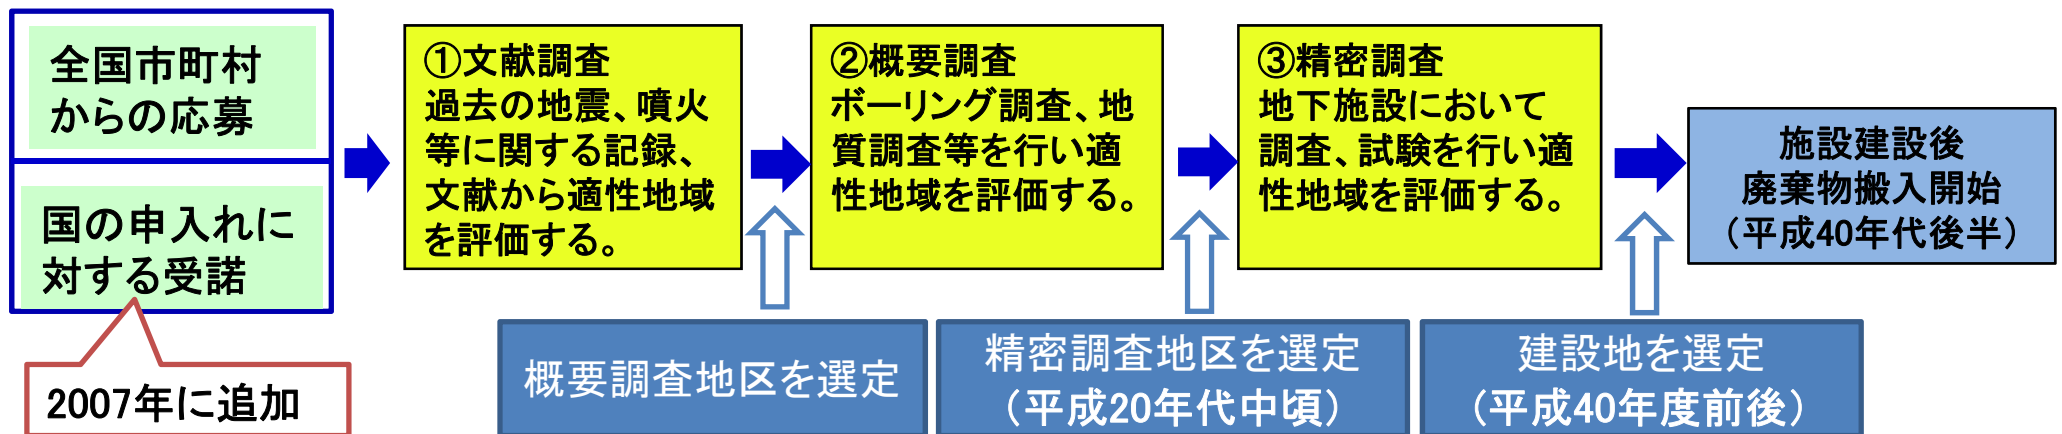 全国市町村
からの応募
国の申入れに
対する受諾
2007年に追加
①文献調査
過去の地震、噴火
等に関する記録、
文献から適性地域
を評価する。
②概要調査
ボーリング調査、地
質調査等を行い適
性地域を評価する。
③精密調査
地下施設において
調査、試験を行い適
性地域を評価する。
施設建設後
廃棄物搬入開始
（平成40年代後半）
概要調査地区を選定
精密調査地区を選定
（平成20年代中頃）
建設地を選定
（平成40年度前後）